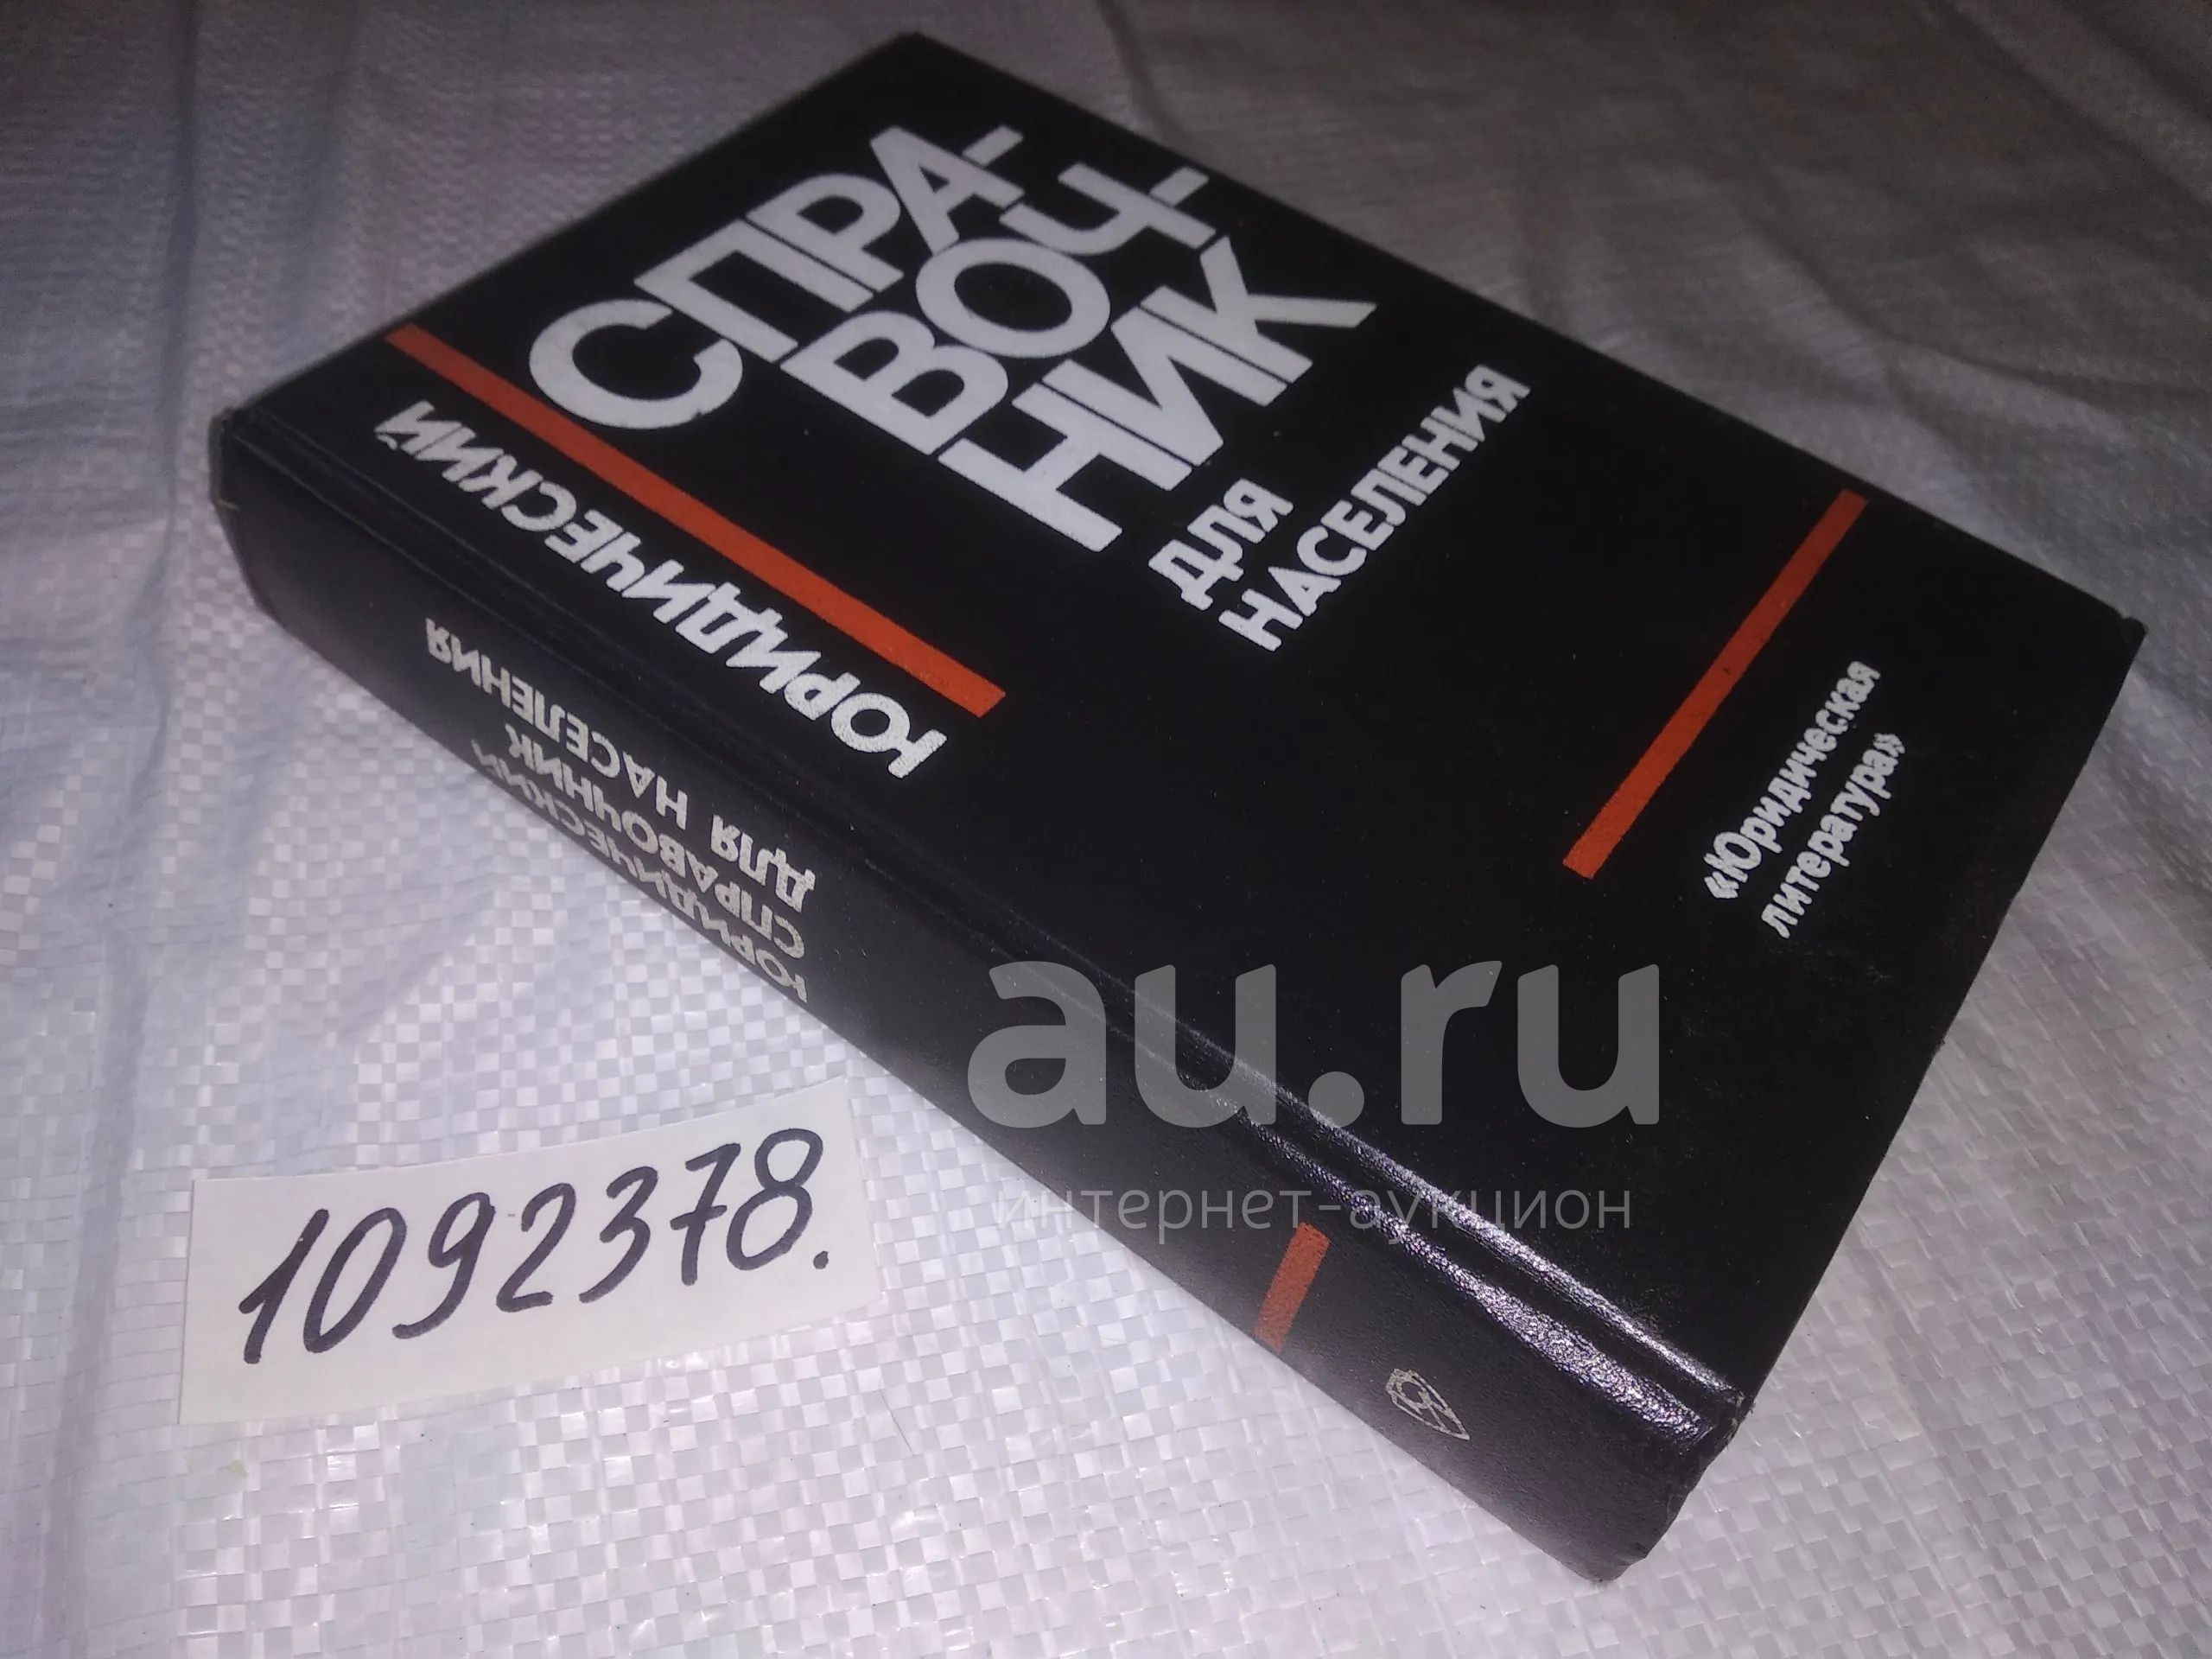 ЮРИДИЧЕСКИЙ
СПРА-
ВОЧ-
НИК
ДЛЯ
НАСЕЛЕНИЯ
«Юридическая
литература»
ЮРИДИЧЕСКИЙ
СПРАВОЧНИК
ДЛЯ НАСЕЛЕНИЯ
1092378.
au.ru
интернет-аукцион